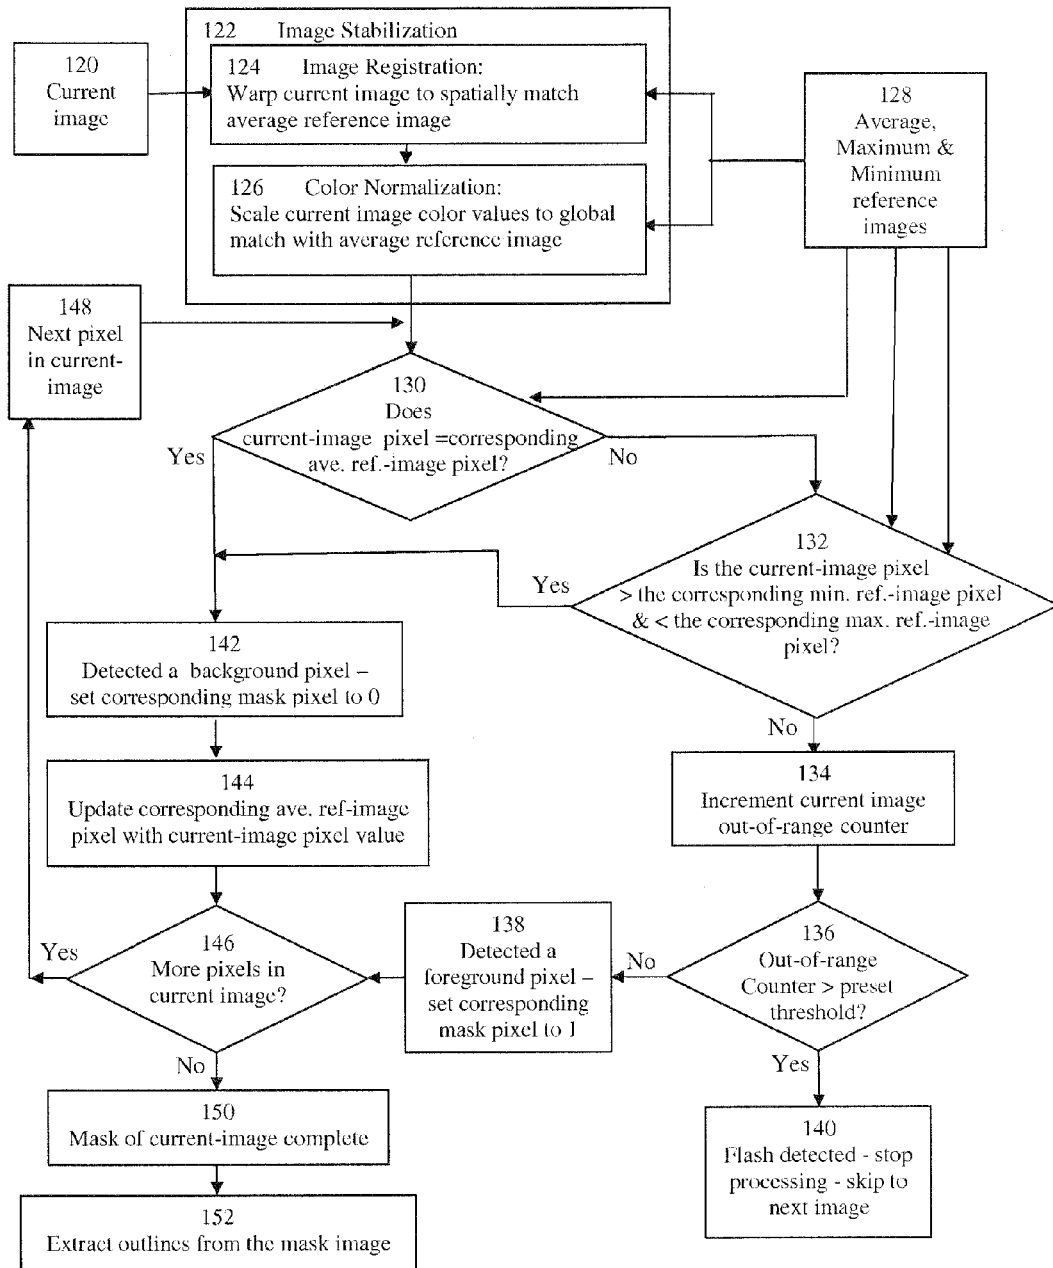 122 Image Stabilization
120
Current
image
124 Image Registration:
Warp current image to spatially match
average reference image
126 Color Normalization:
Scale current image color values to global
match with average reference image
128
Average,
Maximum &
Minimum
reference
images
148
Next pixel
in current-
image
130
Does
current-image pixel =corresponding
ave. ref.-image pixel?
Yes
No
132
Is the current-image pixel
> the corresponding min. ref.-image pixel
& < the corresponding max. ref.-image
pixel?
Yes
No
142
Detected a background pixel –
set corresponding mask pixel to 0
144
Update corresponding ave. ref-image
pixel with current-image pixel value
134
Increment current image
out-of-range counter
146
More pixels in
current image?
Yes
No
138
Detected a
foreground pixel –
set corresponding
mask pixel to 1
136
Out-of-range
Counter > preset
threshold?
No
Yes
150
Mask of current-image complete
140
Flash detected - stop
processing - skip to
next image
152
Extract outlines from the mask image